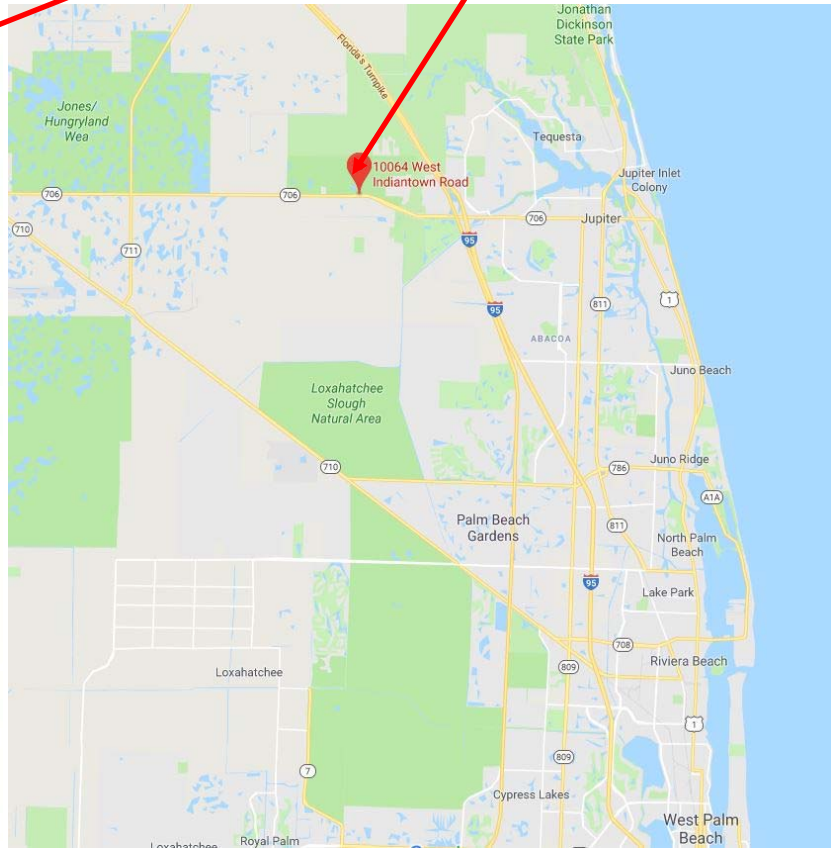 Jonathan
Dickinson
State Park
Florida's Turnpike
Jones/
Hungryland
Wea
Tequesta
10064 West
Indiantown Road
Jupiter Inlet
Colony
706
706
706
Jupiter
710
711
95
95
811
1
ABACOA
Juno Beach
Loxahatchee
Slough
Natural Area
710
Juno Ridge
786
A1A
Palm Beach
Gardens
811
North Palm
Beach
95
Lake Park
708
809
Riviera Beach
Loxahatchee
1
809
7
Cypress Lakes
West Palm
Beach
Royal Palm
Loxahatchee